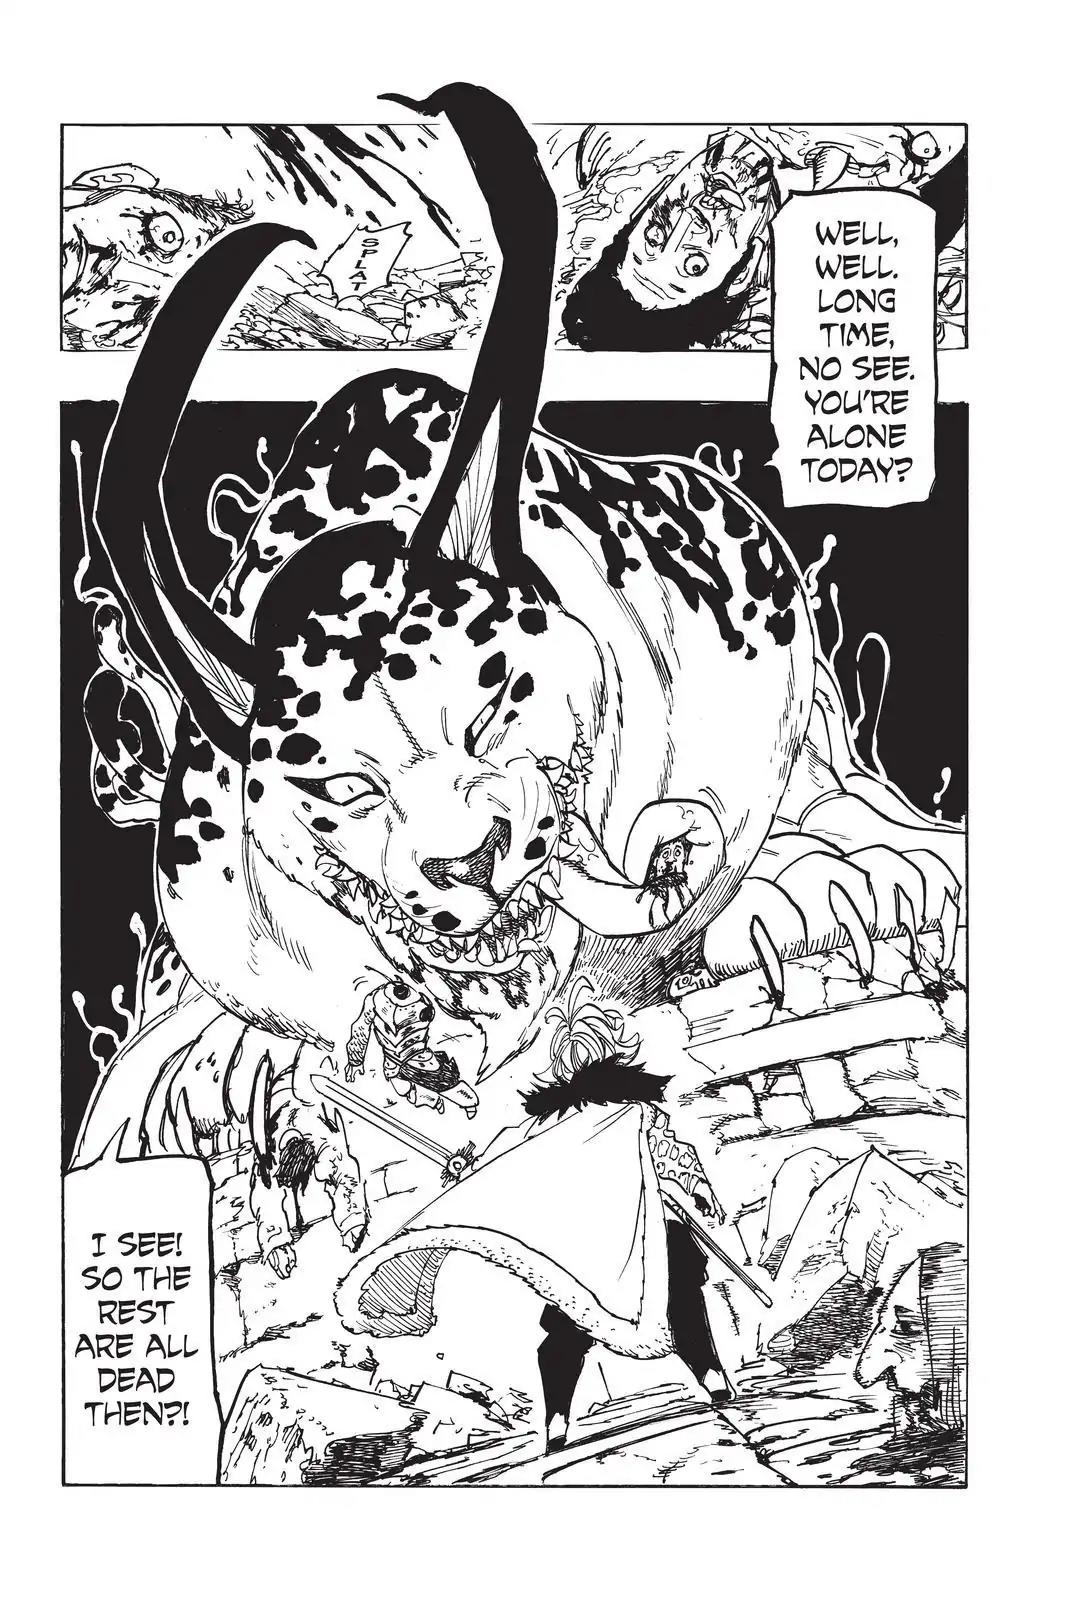 SPLAT
WELL,
WELL.
LONG
TIME,
NO SEE.
YOU'RE
ALONE
TODAY?
I SEE!
SO THE
REST
ARE ALL
DEAD
THEN?!